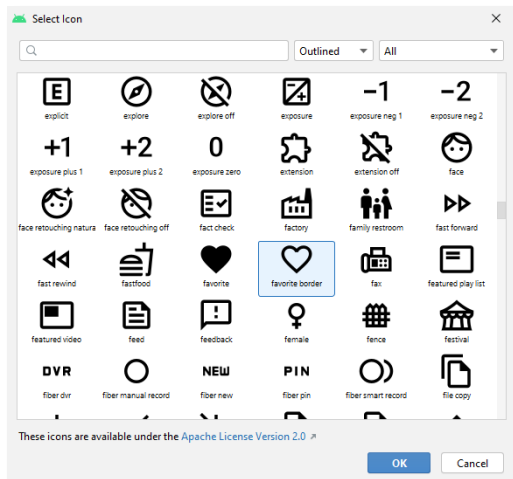 Select Icon
Outlined
All
E
-1
-2
explicit
explore
explore off
exposure
exposure neg 1
exposure neg 2
+1
+2
0
exposure plus 1
exposure plus 2
exposure zero
extension
extension off
face
face retouching natura
face retouching off
fact check
factory
family restroom
fast forward
fast rewind
fastfood
favorite
favorite border
fax
featured play list
featured video
feed
feedback
female
fence
festival
DVR
NEW
PIN
fiber dvr
fiber manual record
fiber new
fiber pin
fiber smart record
file copy
These icons are available under the Apache License Version 2.0
OK
Cancel